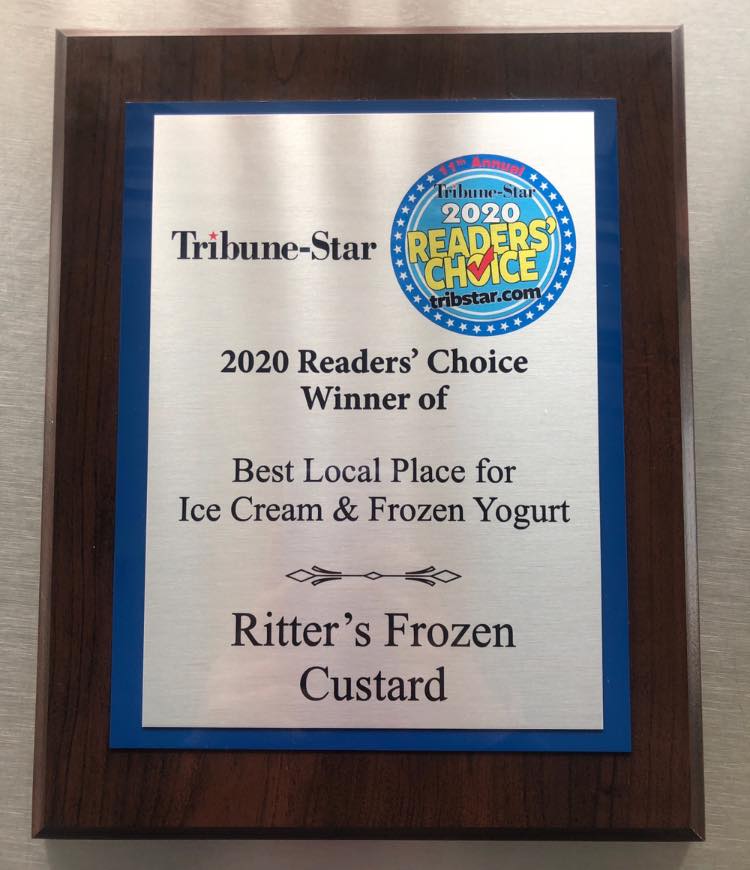 11th Annual
Tribune-Star
2020
READERS'
CHOICE
tribstar.com
Tribune-Star
2020 Readers’ Choice
Winner of
Best Local Place for
Ice Cream & Frozen Yogurt
Ritter’s Frozen
Custard